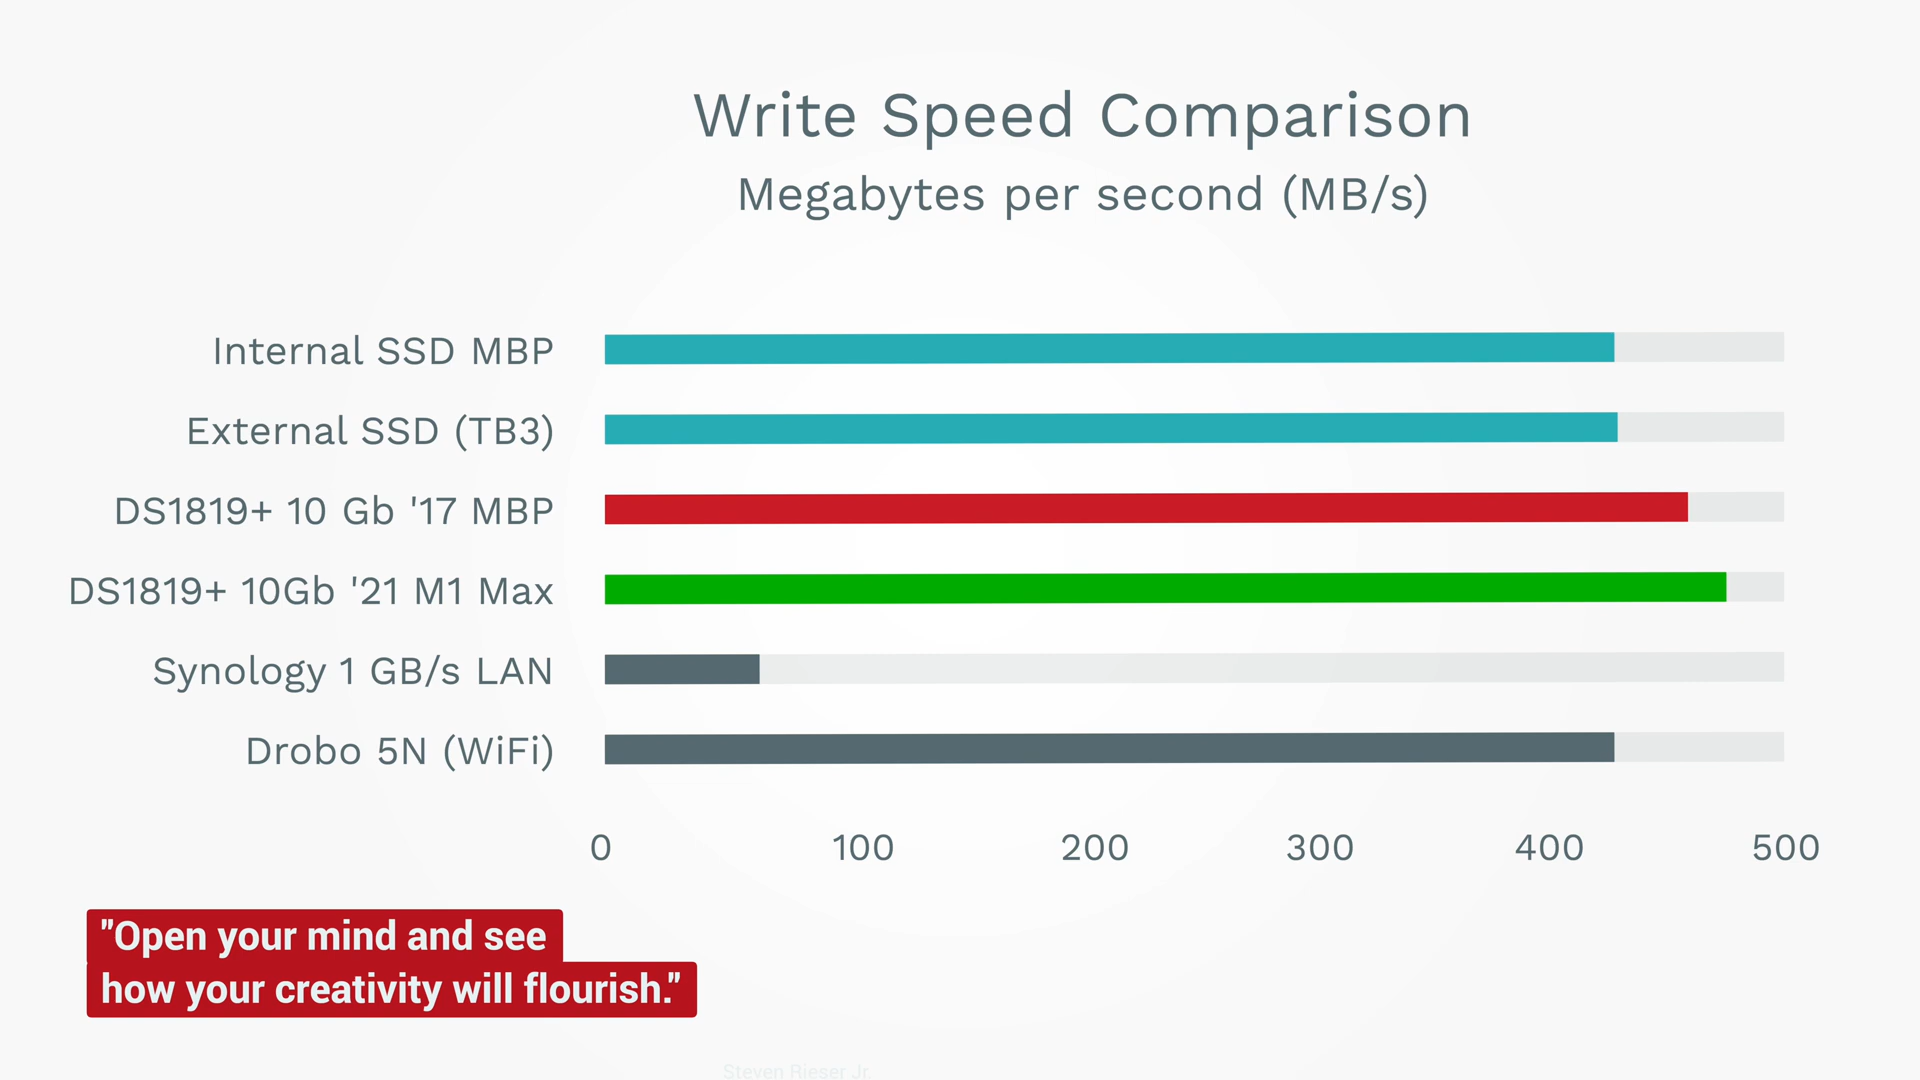 Write Speed Comparison
Megabytes per second (MB/s)
Internal SSD MBP
External SSD (TB3)
DS1819+ 10 Gb '17 MBP
DS1819+ 10Gb '21 M1 Max
Synology 1 GB/s LAN
Drobo 5N (WiFi)
0 100 200 300 400 500
"Open your mind and see
how your creativity will flourish."
Steven Rieser Jr.